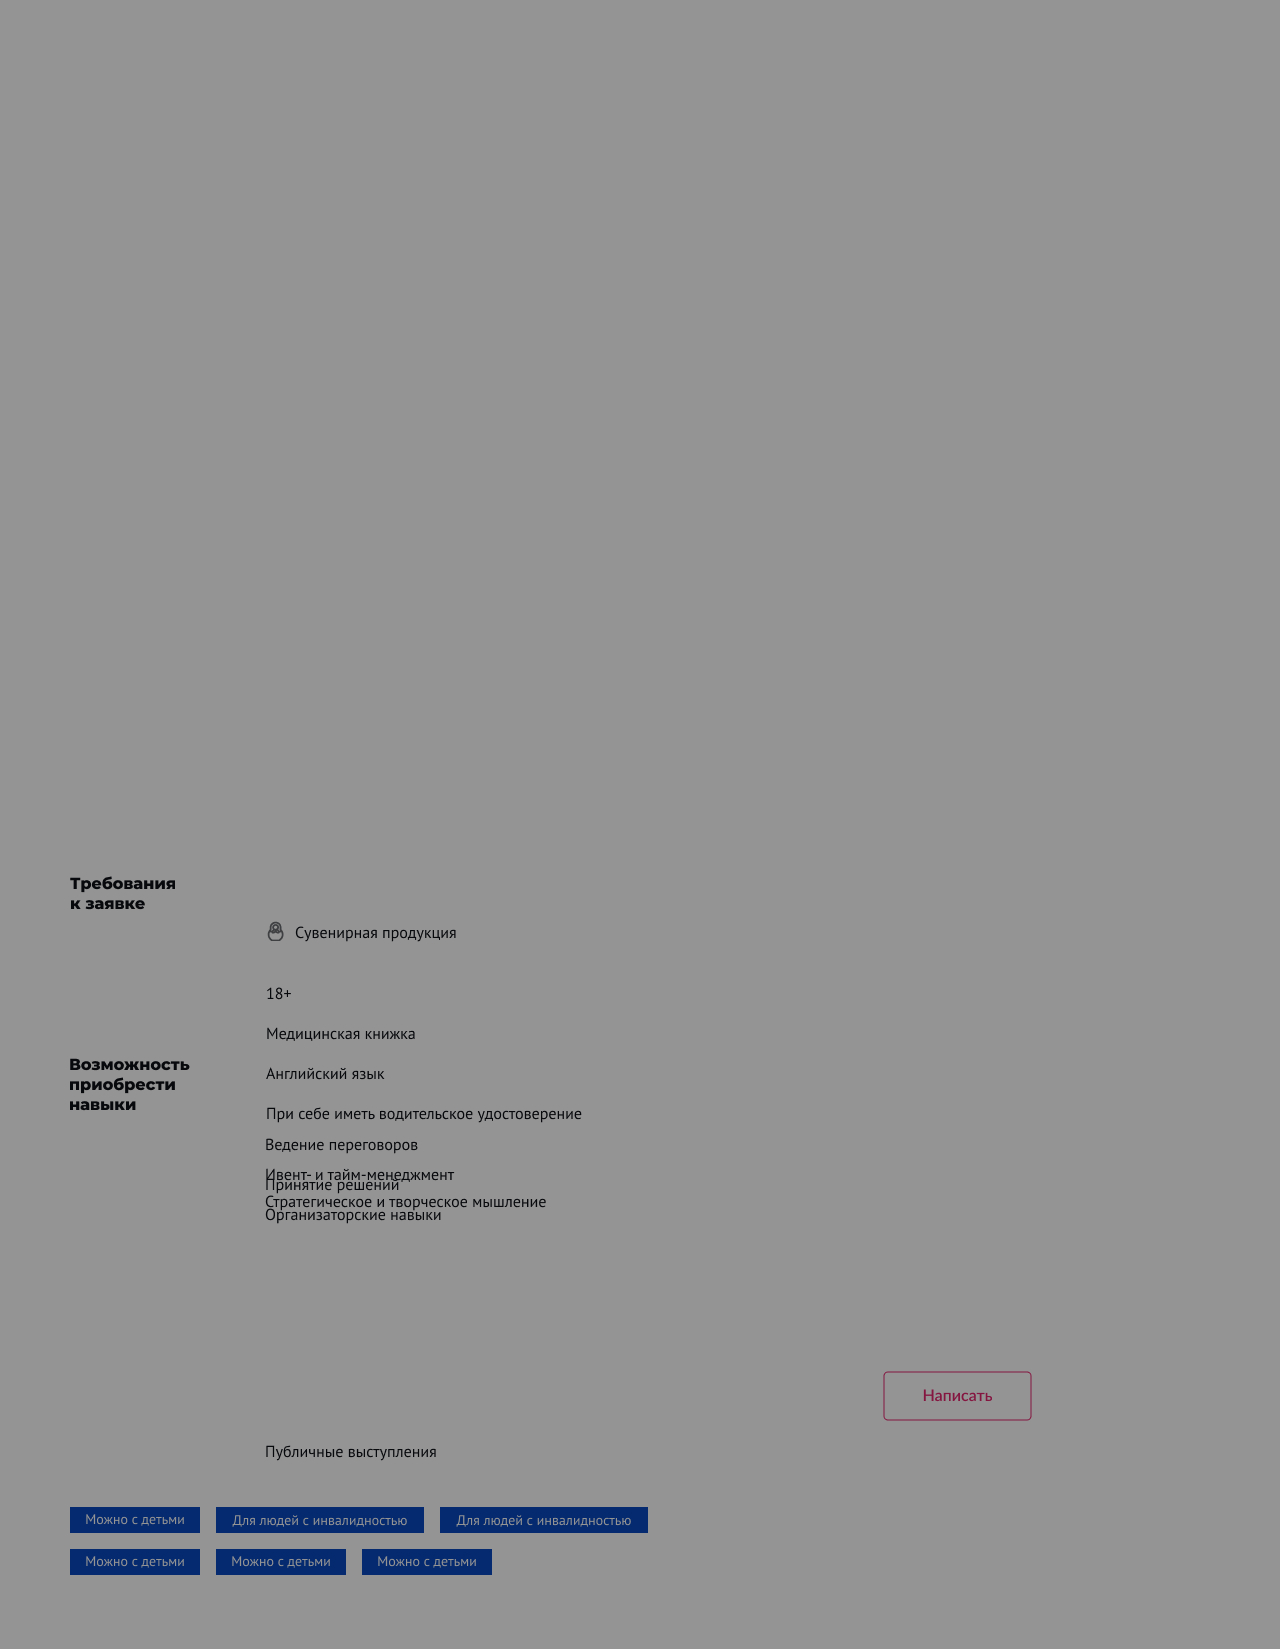 Требования
к заявке
Сувенирная продукция
18+
Медицинская книжка
Возможность
приобрести
навыки
Английский язык
При себе иметь водительское удостоверение
Ведение переговоров
Ивент- и тайм-менеджмент
Принятие решений
Стратегическое и творческое мышление
Организаторские навыки
Написать
Публичные выступления
Можно с детьми Для людей с инвалидностью Для людей с инвалидностью
Можно с детьми Можно с детьми Можно с детьми